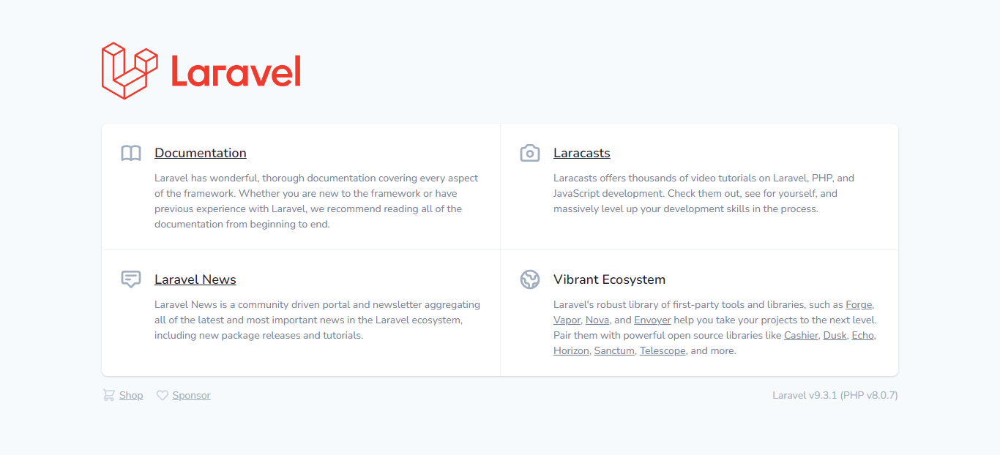 Laravel
Documentation
Laravel has wonderful, thorough documentation covering every aspect
of the framework. Whether you are new to the framework or have
previous experience with Laravel, we recommend reading all of the
documentation from beginning to end.
Laracasts
Laracasts offers thousands of video tutorials on Laravel, PHP, and
JavaScript development. Check them out, see for yourself, and
massively level up your development skills in the process.
Laravel News
Laravel News is a community driven portal and newsletter aggregating
all of the latest and most important news in the Laravel ecosystem,
including new package releases and tutorials.
Vibrant Ecosystem
Laravel's robust library of first-party tools and libraries, such as Forge,
Vapor, Nova, and Envoyer help you take your projects to the next level.
Pair them with powerful open source libraries like Cashier, Dusk, Echo,
Horizon, Sanctum, Telescope, and more.
Shop Sponsor
Laravel v9.3.1 (PHP v8.0.7)